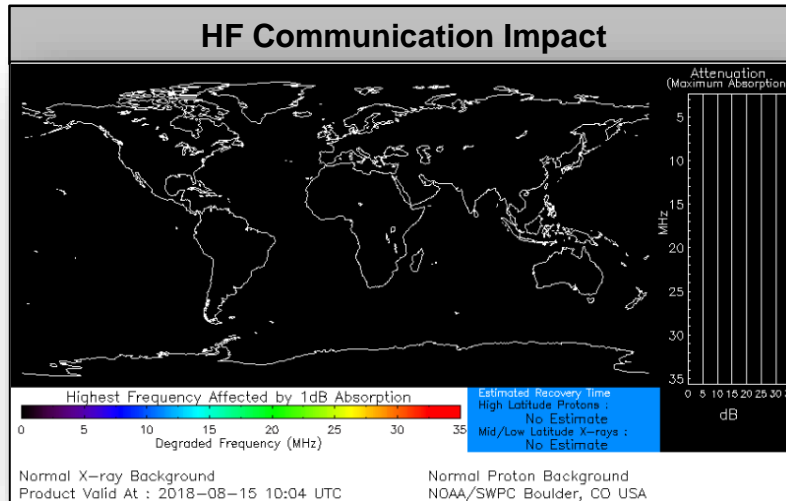 HF Communication Impact
Attenuation
(Maximum Absorption
5
10
15
20
25
30
35
MHz
0 5 10 15 20 25 30
dB
Highest Frequency Affected by 1dB Absorption
0 5 10 15 20 25 30 35
Degraded Frequency (MHz)
Estimated Recovery Time
High Latitude Protons :
No Estimate
Mid/Low Latitude X-rays :
No Estimate
Normal X-ray Background
Normal Proton Background
Product Valid At : 2018-08-15 10:04 UTC
NOAA/SWPC Boulder, CO USA